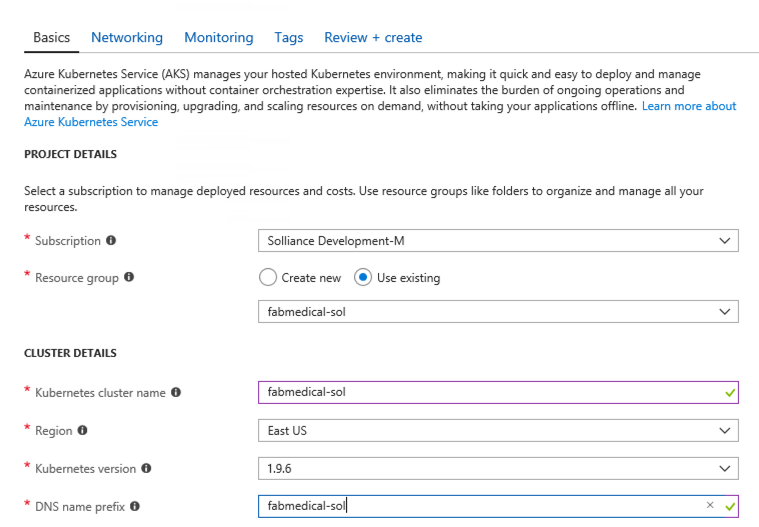 Basics Networking Monitoring Tags Review + create
Azure Kubernetes Service (AKS) manages your hosted Kubernetes environment, making it quick and easy to deploy and manage
containerized applications without container orchestration expertise. It also eliminates the burden of ongoing operations and
maintenance by provisioning, upgrading, and scaling resources on demand, without taking your applications offline. Learn more about
Azure Kubernetes Service
PROJECT DETAILS
Select a subscription to manage deployed resources and costs. Use resource groups like folders to organize and manage all your
resources.
* Subscription Solliance Development-M
* Resource group Create new Use existing
fabmedical-sol
CLUSTER DETAILS
* Kubernetes cluster name fabmedical-sol
* Region East US
* Kubernetes version 1.9.6
* DNS name prefix fabmedical-sol